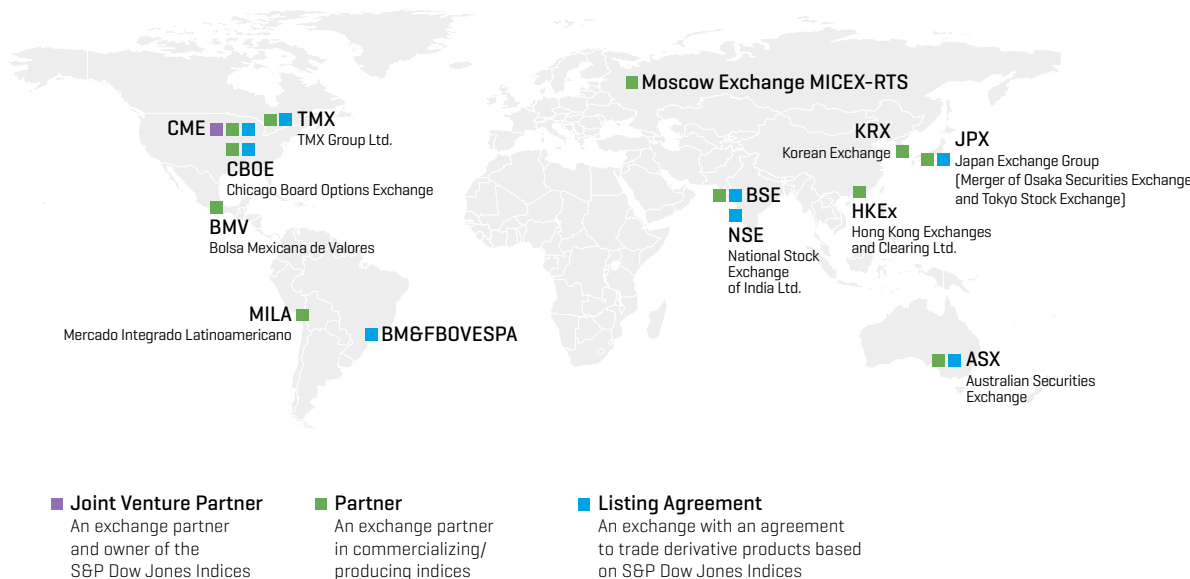 Moscow Exchange MICEX-RTS
TMX
TMX Group Ltd.
CME
CBOE
Chicago Board Options Exchange
BMV
Bolsa Mexicana de Valores
MILA
Mercado Integrado Latinoamericano
BM&FBOVESPA
KRX
Korean Exchange
JPX
Japan Exchange Group
(Merger of Osaka Securities Exchange
and Tokyo Stock Exchange)
BSE
NSE
National Stock
Exchange
of India Ltd.
HKEx
Hong Kong Exchanges
and Clearing Ltd.
ASX
Australian Securities
Exchange
Joint Venture Partner
An exchange partner
and owner of the
S&P Dow Jones Indices
Partner
An exchange partner
in commercializing/
producing indices
Listing Agreement
An exchange with an agreement
to trade derivative products based
on S&P Dow Jones Indices